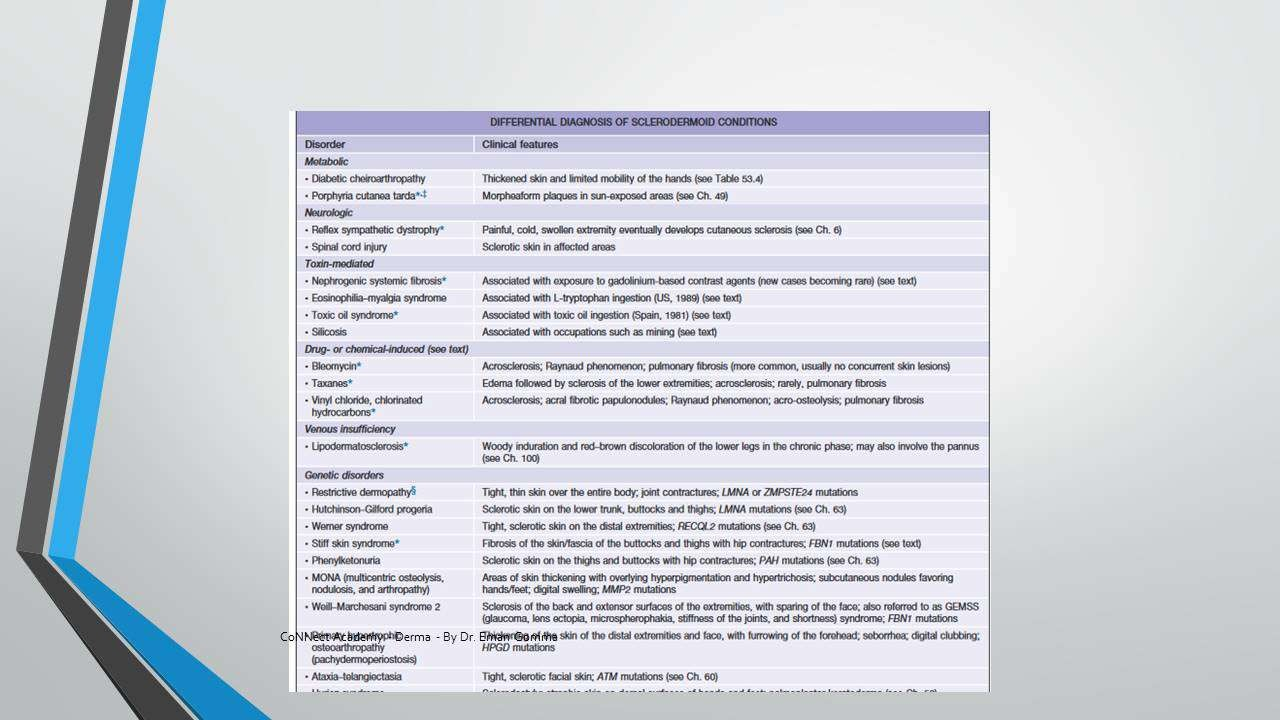 DIFFERENTIAL DIAGNOSIS OF SCLERODERMOID CONDITIONS
Disorder Clinical features
Metabolic
• Diabetic cheiroarthropathy Thickened skin and limited mobility of the hands (see Table 53.4)
• Porphyria cutanea tarda*,‡ Morpheaform plaques in sun-exposed areas (see Ch. 49)
Neurologic
• Reflex sympathetic dystrophy* Painful, cold, swollen extremity eventually develops cutaneous sclerosis (see Ch. 6)
• Spinal cord injury Sclerotic skin in affected areas
Toxin-mediated
• Nephrogenic systemic fibrosis* Associated with exposure to gadolinium-based contrast agents (new cases becoming rare) (see text)
• Eosinophilia–myalgia syndrome Associated with L-tryptophan ingestion (US, 1989) (see text)
• Toxic oil syndrome* Associated with toxic oil ingestion (Spain, 1981) (see text)
• Silicosis Associated with occupations such as mining (see text)
Drug- or chemical-induced (see text)
• Bleomycin* Acrosclerosis; Raynaud phenomenon; pulmonary fibrosis (more common, usually no concurrent skin lesions)
• Taxanes* Edema followed by sclerosis of the lower extremities; acrosclerosis; rarely, pulmonary fibrosis
• Vinyl chloride, chlorinated Acrosclerosis; acral fibrotic papulonodules; Raynaud phenomenon; acro-osteolysis; pulmonary fibrosis
hydrocarbons*
Venous insufficiency
• Lipodermatosclerosis* Woody induration and red–brown discoloration of the lower legs in the chronic phase; may also involve the pannus
(see Ch. 100)
Genetic disorders
• Restrictive dermopathy§ Tight, thin skin over the entire body; joint contractures; LMNA or ZMPSTE24 mutations
• Hutchinson–Gilford progeria Sclerotic skin on the lower trunk, buttocks and thighs; LMNA mutations (see Ch. 63)
• Werner syndrome Tight, sclerotic skin on the distal extremities; RECQL2 mutations (see Ch. 63)
• Stiff skin syndrome* Fibrosis of the skin/fascia of the buttocks and thighs with hip contractures; FBN1 mutations (see text)
• Phenylketonuria Sclerotic skin on the thighs and buttocks with hip contractures; PAH mutations (see Ch. 63)
• MONA (multicentric osteolysis, Areas of skin thickening with overlying hyperpigmentation and hypertrichosis; subcutaneous nodules favoring
nodulosis, and arthropathy) hands/feet; digital swelling; MMP2 mutations
• Weill–Marchesani syndrome 2 Sclerosis of the back and extensor surfaces of the extremities, with sparing of the face; also referred to as GEMSS
(glaucoma, lens ectopia, microspherophakia, stiffness of the joints, and shortness) syndrome; FBN1 mutations
• Primary hypertrophic Thickening of the skin of the distal extremities and face, with furrowing of the forehead; seborrhea; digital clubbing;
CoNNect Academy - Derma - By Dr. Eman
osteoarthropathy HPGD mutations
(pachydermoperiostosis)
• Ataxia–telangiectasia Tight, sclerotic facial skin; ATM mutations (see Ch. 60)